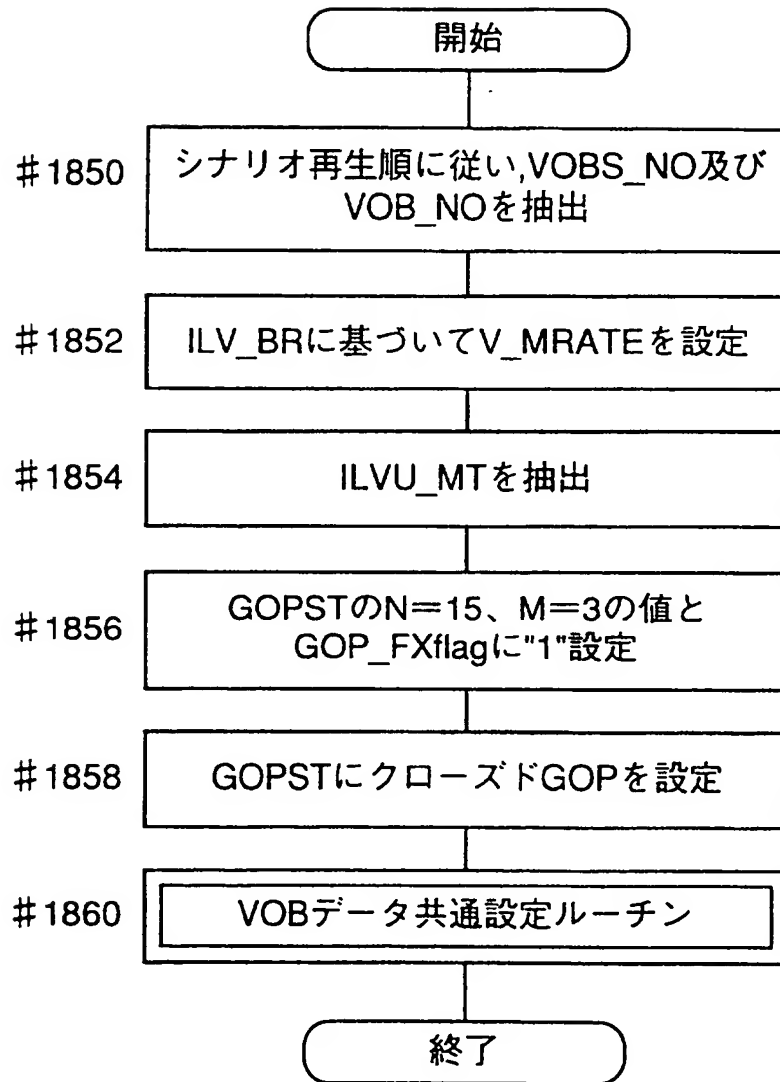 開始
#1850
シナリオ再生順に従い,VOBS_NO及び
VOB_NOを抽出
#1852
ILV_BRに基づいてV_MRATEを設定
#1854
ILVU_MTを抽出
#1856
GOPSTのN=15、M=3の値と
GOP_FXflagに"1"設定
#1858
GOPSTにクローズドGOPを設定
#1860
VOBデータ共通設定ルーチン
終了